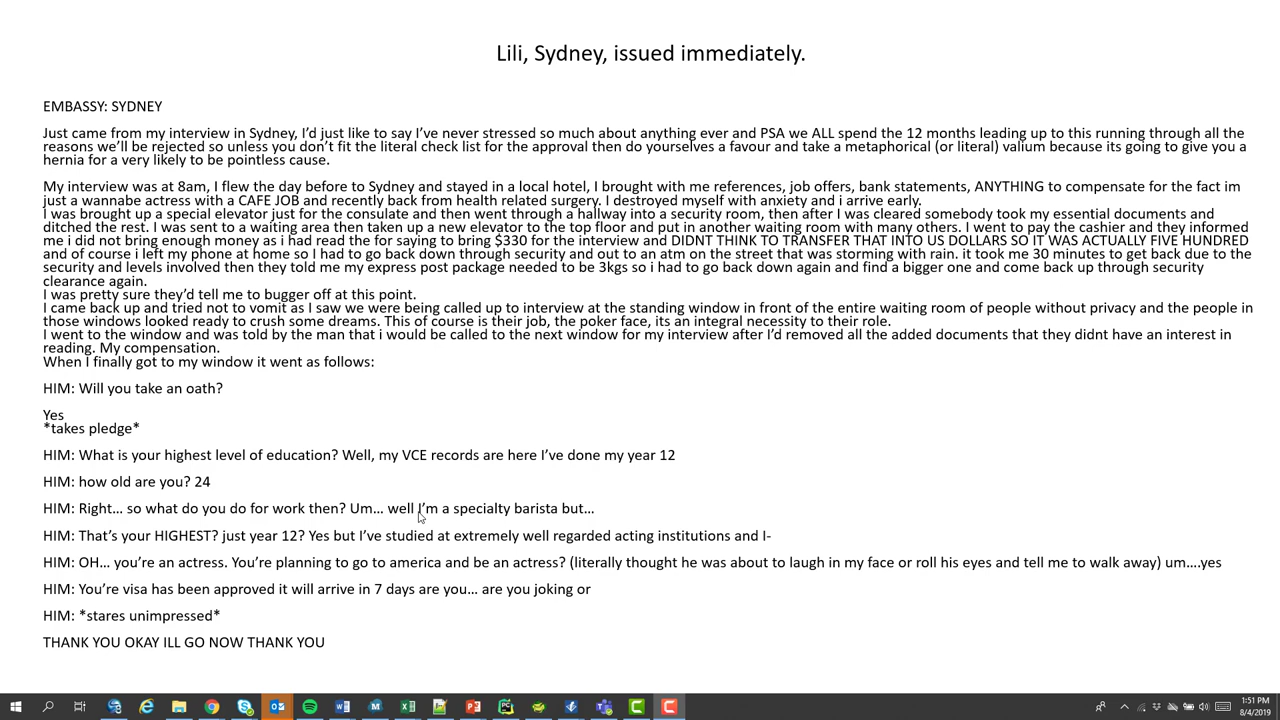 Lili, Sydney, issued immediately.
EMBASSY: SYDNEY
Just came from my interview in Sydney, I'd just like to say I've never stressed so much about anything ever and PSA we ALL spend the 12 months leading up to this running through all the
reasons we'll be rejected so unless you don't fit the literal check list for the approval then do yourselves a favour and take a metaphorical (or literal) valium because its going to give you a
hernia for a very likely to be pointless cause.
My interview was at 8am, I flew the day before to Sydney and stayed in a local hotel, I brought with me references, job offers, bank statements, ANYTHING to compensate for the fact im
just a wannabe actress with a CAFE JOB and recently back from health related surgery. I destroyed myself with anxiety and i arrive early.
I was brought up a special elevator just for the consulate and then went through a hallway into a security room, then after I was cleared somebody took my essential documents and
ditched the rest. I was sent to a waiting area then taken up a new elevator to the top floor and put in another waiting room with many others. I went to pay the cashier and they informed
me i did not bring enough money as i had read the for saying to bring $330 for the interview and DIDNT THINK TO TRANSFER THAT INTO US DOLLARS SO IT WAS ACTUALLY FIVE HUNDRED
and of course i left my phone at home so I had to go back down through security and out to an atm on the street that was storming with rain. it took me 30 minutes to get back due to the
security and levels involved then they told me my express post package needed to be 3kgs so i had to go back down again and find a bigger one and come back up through security
clearance again.
I was pretty sure they'd tell me to bugger off at this point.
I came back up and tried not to vomit as I saw we were being called up to interview at the standing window in front of the entire waiting room of people without privacy and the people in
those windows looked ready to crush some dreams. This of course is their job, the poker face, its an integral necessity to their role.
I went to the window and was told by the man that i would be called to the next window for my interview after I'd removed all the added documents that they didnt have an interest in
reading. My compensation.
When I finally got to my window it went as follows:
HIM: Will you take an oath?
Yes
*takes pledge*
HIM: What is your highest level of education? Well, my VCE records are here I've done my year 12
HIM: how old are you? 24
HIM: Right… so what do you do for work then? Um… well I'm a specialty barista but…
HIM: That's your HIGHEST? just year 12? Yes but I've studied at extremely well regarded acting institutions and I-
HIM: OH… you're an actress. You're planning to go to america and be an actress? (literally thought he was about to laugh in my face or roll his eyes and tell me to walk away) um….yes
HIM: You're visa has been approved it will arrive in 7 days are you… are you joking or
HIM: *stares unimpressed*
THANK YOU OKAY ILL GO NOW THANK YOU
1:51 PM
8/4/2019